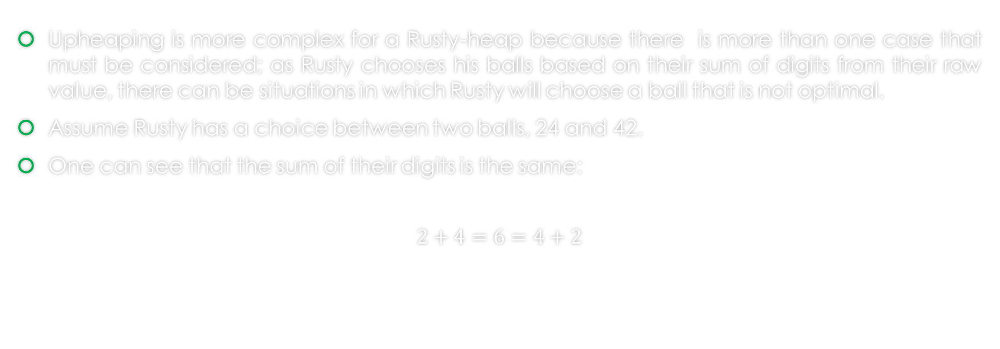 Upheaping is more complex for a Rusty-heap because there is more than one case that
must be considered; as Rusty chooses his balls based on their sum of digits from their raw
value, there can be situations in which Rusty will choose a ball that is not optimal.
Assume Rusty has a choice between two balls, 24 and 42.
One can see that the sum of their digits is the same:
2 + 4 = 6 = 4 + 2